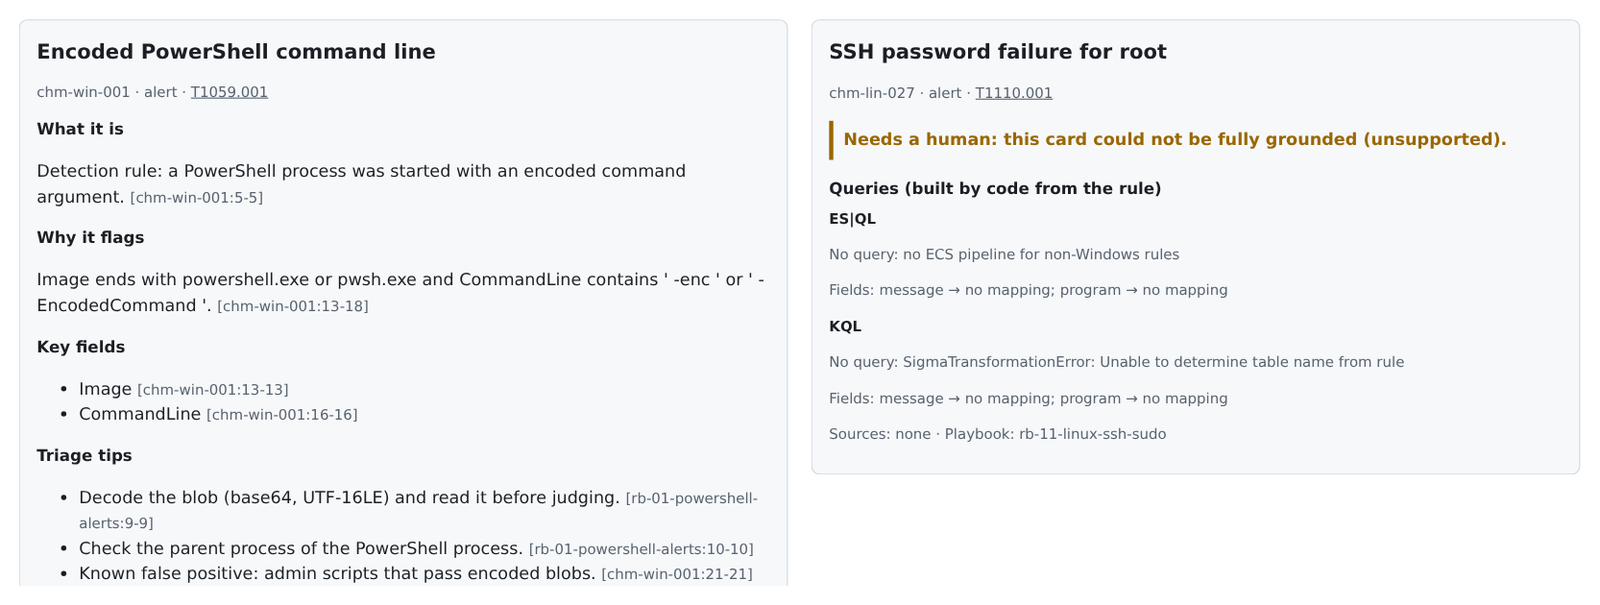 Encoded PowerShell command line
chm-win-001 · alert · T1059.001
What it is
Detection rule: a PowerShell process was started with an encoded command
argument. [chm-win-001:5-5]
Why it flags
Image ends with powershell.exe or pwsh.exe and CommandLine contains ' -enc ' or ' -
EncodedCommand '. [chm-win-001:13-18]
Key fields
• Image [chm-win-001:13-13]
• CommandLine [chm-win-001:16-16]
Triage tips
• Decode the blob (base64, UTF-16LE) and read it before judging. [rb-01-powershell-
alerts:9-9]
• Check the parent process of the PowerShell process. [rb-01-powershell-alerts:10-10]
• Known false positive: admin scripts that pass encoded blobs. [chm-win-001:21-21]
SSH password failure for root
chm-lin-027 · alert · T1110.001
Needs a human: this card could not be fully grounded (unsupported).
Queries (built by code from the rule)
ES|QL
No query: no ECS pipeline for non-Windows rules
Fields: message → no mapping; program → no mapping
KQL
No query: SigmaTransformationError: Unable to determine table name from rule
Fields: message → no mapping; program → no mapping
Sources: none · Playbook: rb-11-linux-ssh-sudo